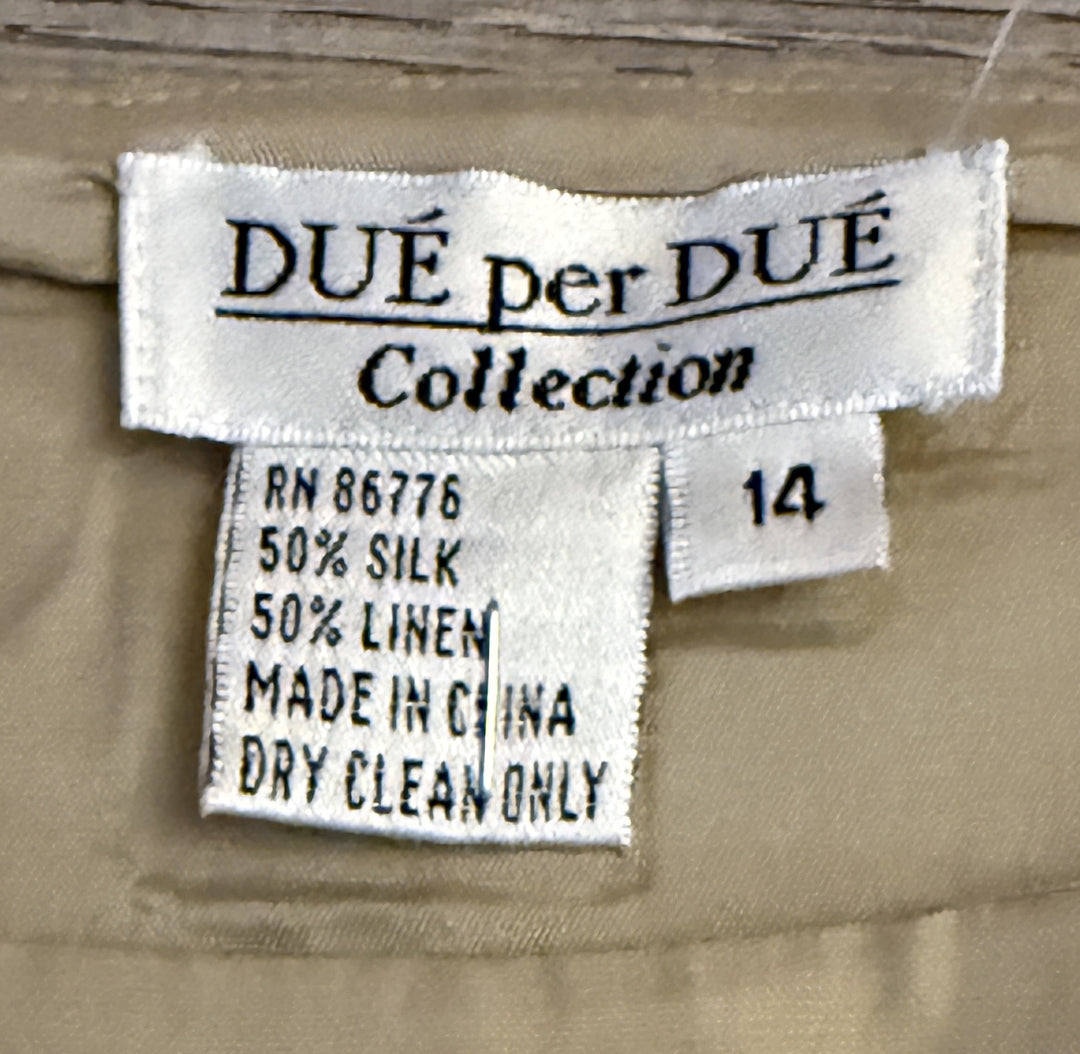 DUÉ per DUÉ
Collection
14
RN 86776
50% SILK
50% LINEN
MADE IN CHINA
DRY CLEAN ONLY